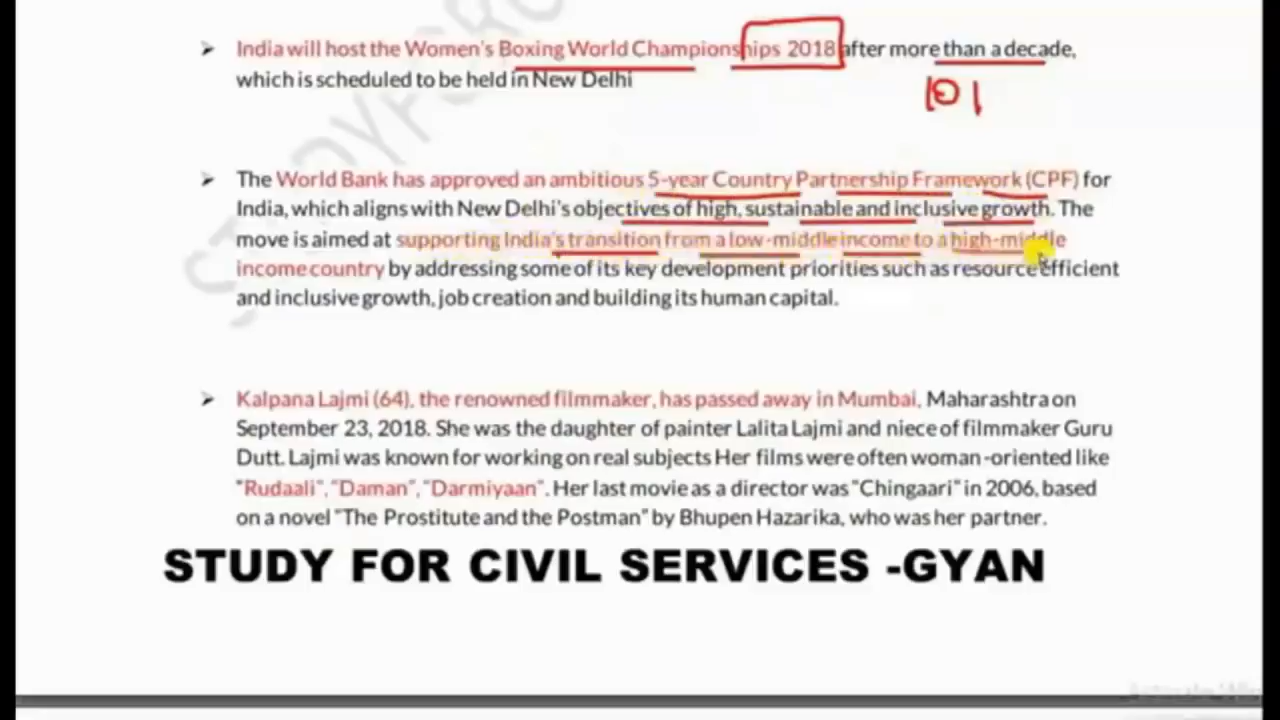 ➤ India will host the Women's Boxing World Championships 2018 after more than a decade,
which is scheduled to be held in New Delhi
101
➤ The World Bank has approved an ambitious 5-year Country Partnership Framework (CPF) for
India, which aligns with New Delhi's objectives of high, sustainable and inclusive growth. The
move is aimed at supporting India's transition from a low-middle income to a high-middle
income country by addressing some of its key development priorities such as resource efficient
and inclusive growth, job creation and building its human capital.
➤ Kalpana Lajmi (64), the renowned filmmaker, has passed away in Mumbai, Maharashtra on
September 23, 2018. She was the daughter of painter Lalita Lajmi and niece of filmmaker Guru
Dutt. Lajmi was known for working on real subjects Her films were often woman-oriented like
"Rudaali", "Daman", "Darmiyaan". Her last movie as a director was "Chingaari" in 2006, based
on a novel "The Prostitute and the Postman" by Bhupen Hazarika, who was her partner.
STUDY FOR CIVIL SERVICES -GYAN